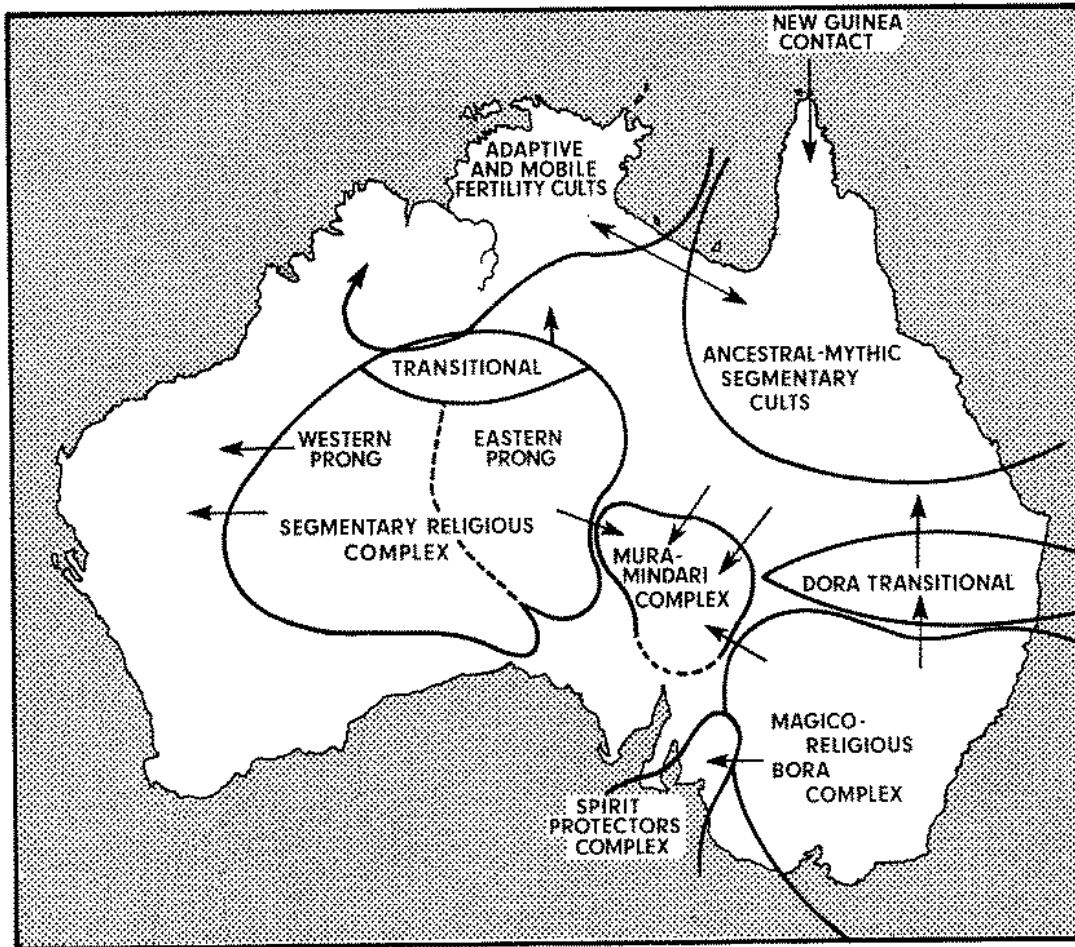 NEW GUINEA
CONTACT
ADAPTIVE
AND MOBILE
FERTILITY CULTS
TRANSITIONAL
ANCESTRAL-MYTHIC
SEGMENTARY
CULTS
WESTERN
PRONG
EASTERN
PRONG
SEGMENTARY RELIGIOUS
COMPLEX
MURA-
MINDARI
COMPLEX
DORA TRANSITIONAL
MAGICO-
RELIGIOUS
BORA
COMPLEX
SPIRIT
PROTECTORS
COMPLEX